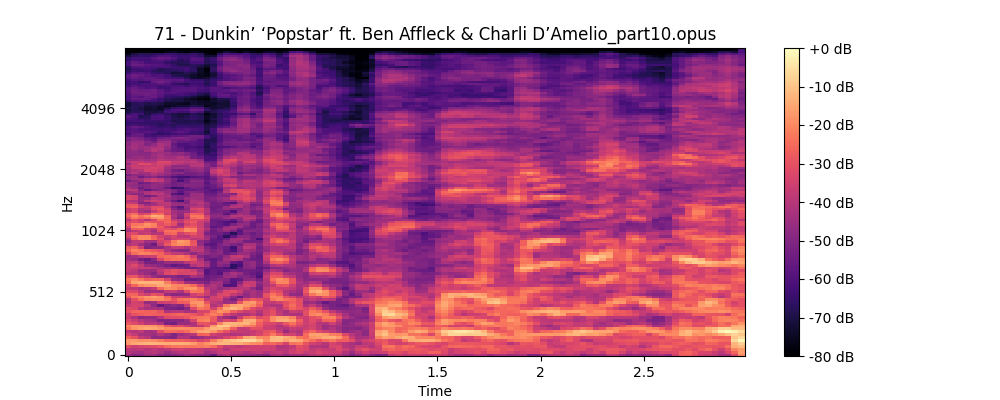 71 - Dunkin’ ‘Popstar’ ft. Ben Affleck & Charli D’Amelio_part10.opus
Hz
4096
2048
1024
512
0
0
0.5
1
1.5
2
2.5
Time
+0 dB
-10 dB
-20 dB
-30 dB
-40 dB
-50 dB
-60 dB
-70 dB
-80 dB